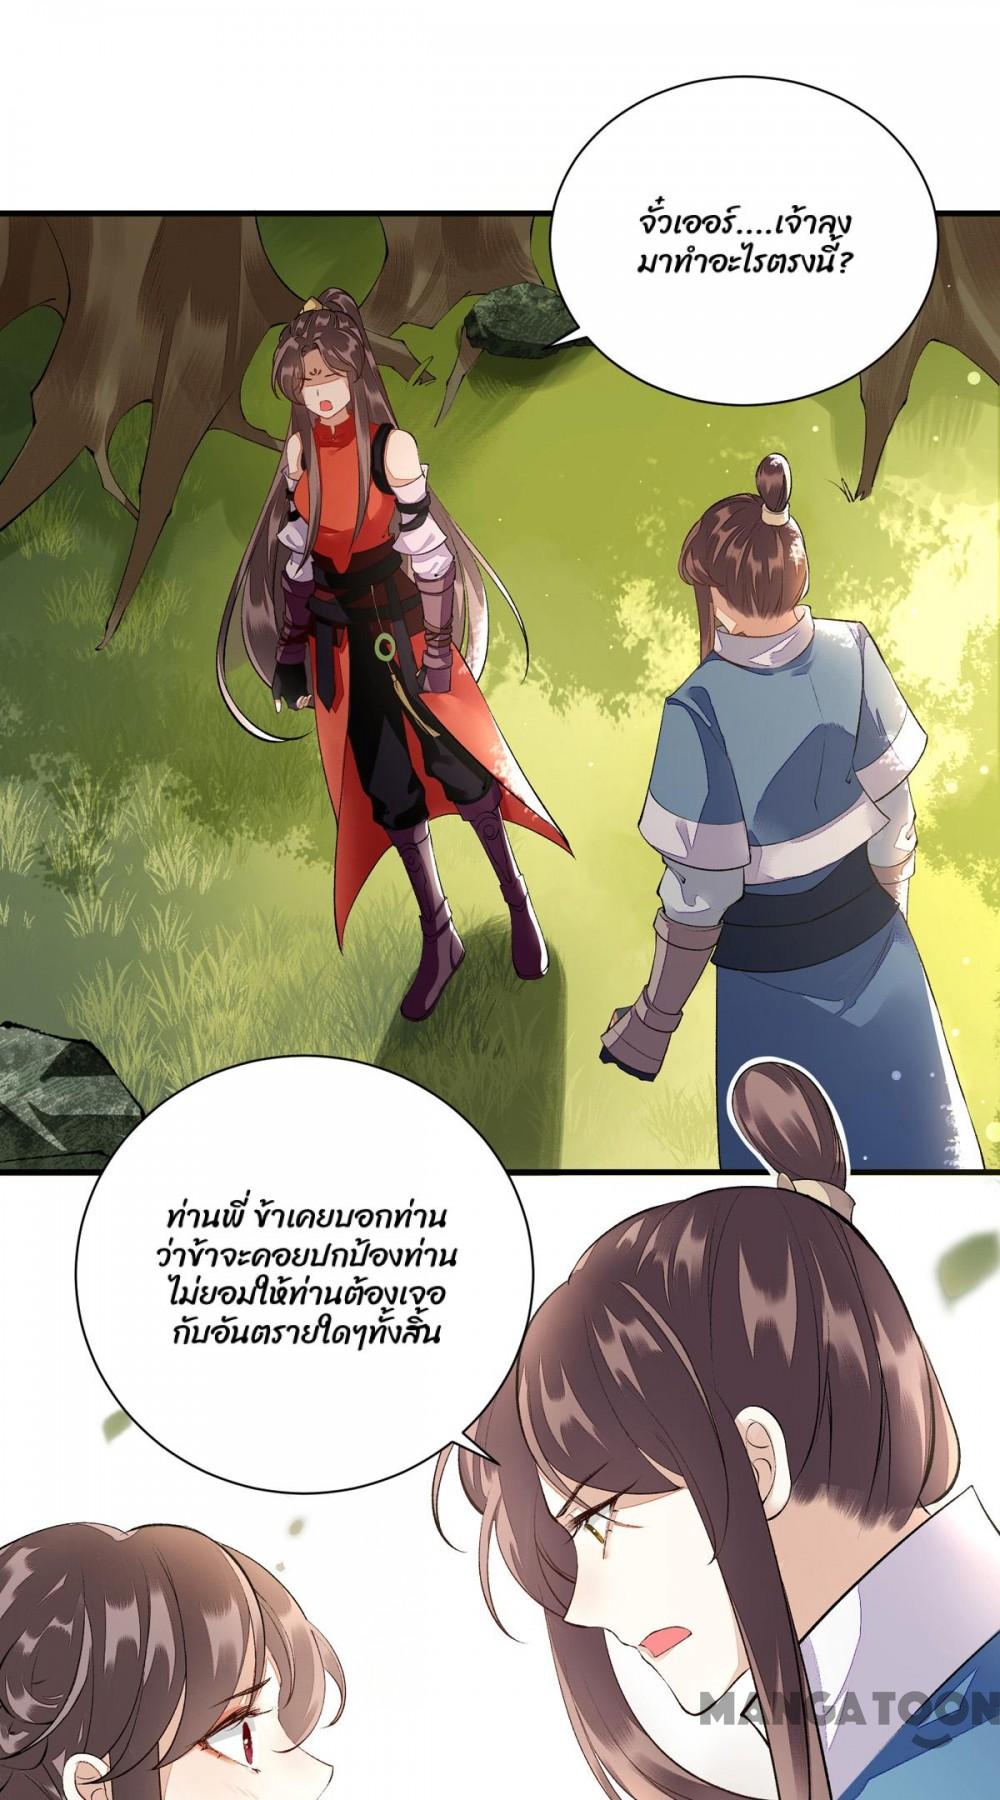 จิ๋วเออร์....เจ้าลง
มาทำอะไรตรงนี้?
ท่านพี่ ข้าเคยบอกท่าน
ว่าข้าจะคอยปกป้องท่าน
ไม่ยอมให้ท่านต้องเจอ
กับอันตรายใดๆทั้งสิ้น
MANGATOON